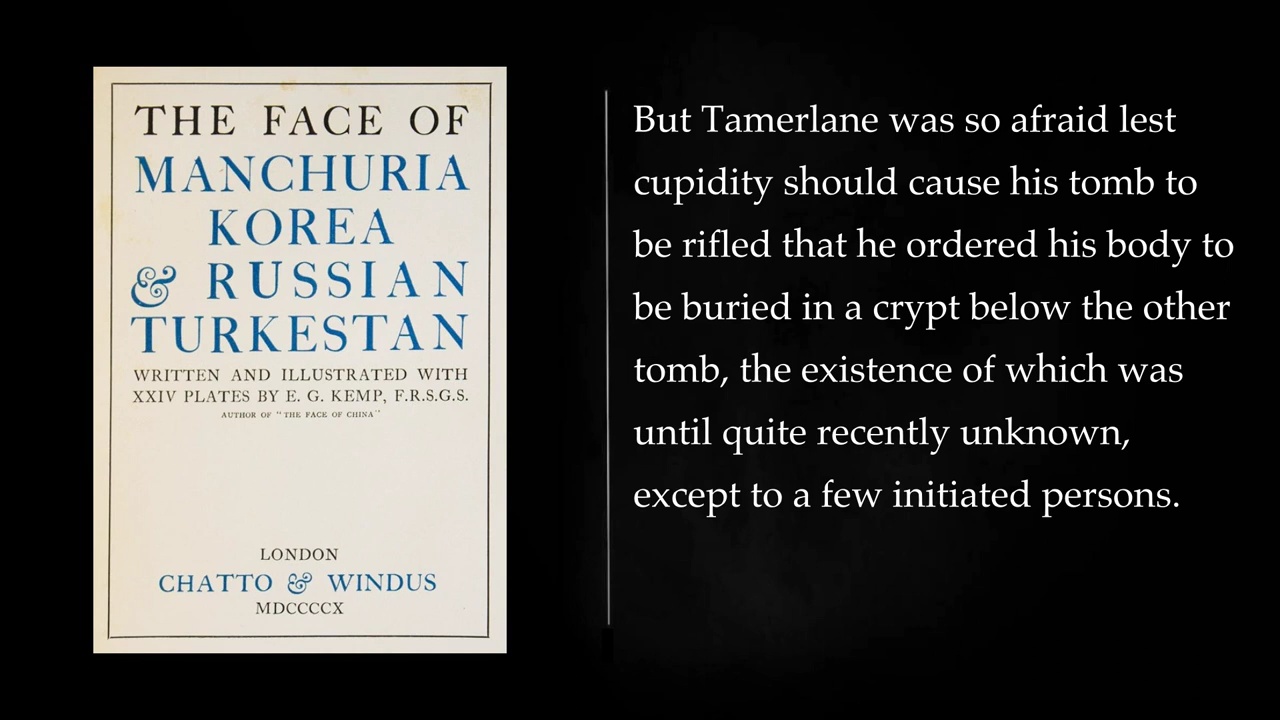 THE FACE OF
MANCHURIA
KOREA
& RUSSIAN
TURKESTAN
WRITTEN AND ILLUSTRATED WITH
XXIV PLATES BY E. G. KEMP, F.R.S.G.S.
AUTHOR OF "THE FACE OF CHINA"
LONDON
CHATTO & WINDUS
MDCCCCX
But Tamerlane was so afraid lest
cupidity should cause his tomb to
be rifled that he ordered his body to
be buried in a crypt below the other
tomb, the existence of which was
until quite recently unknown,
except to a few initiated persons.